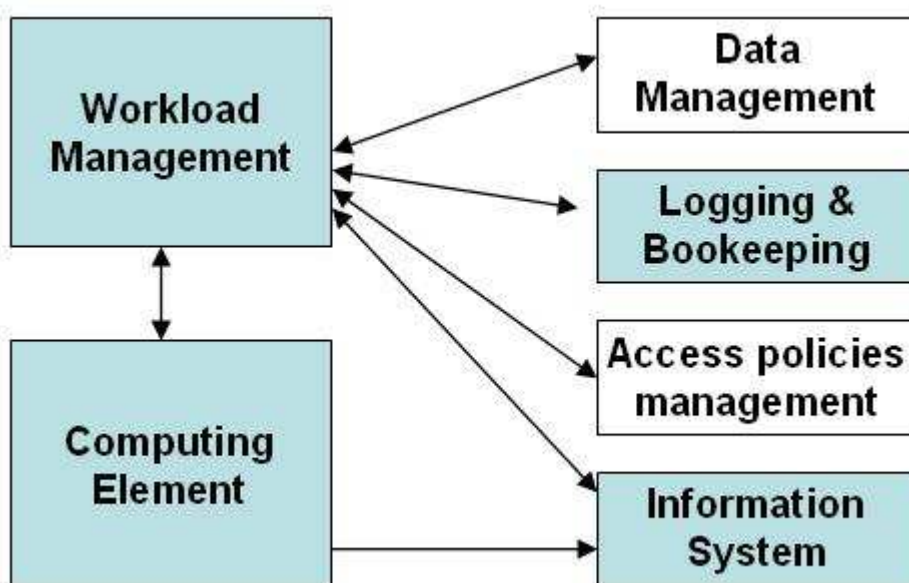 Workload
Management
Data
Management
Logging &
Bookeeping
Access policies
management
Computing
Element
Information
System